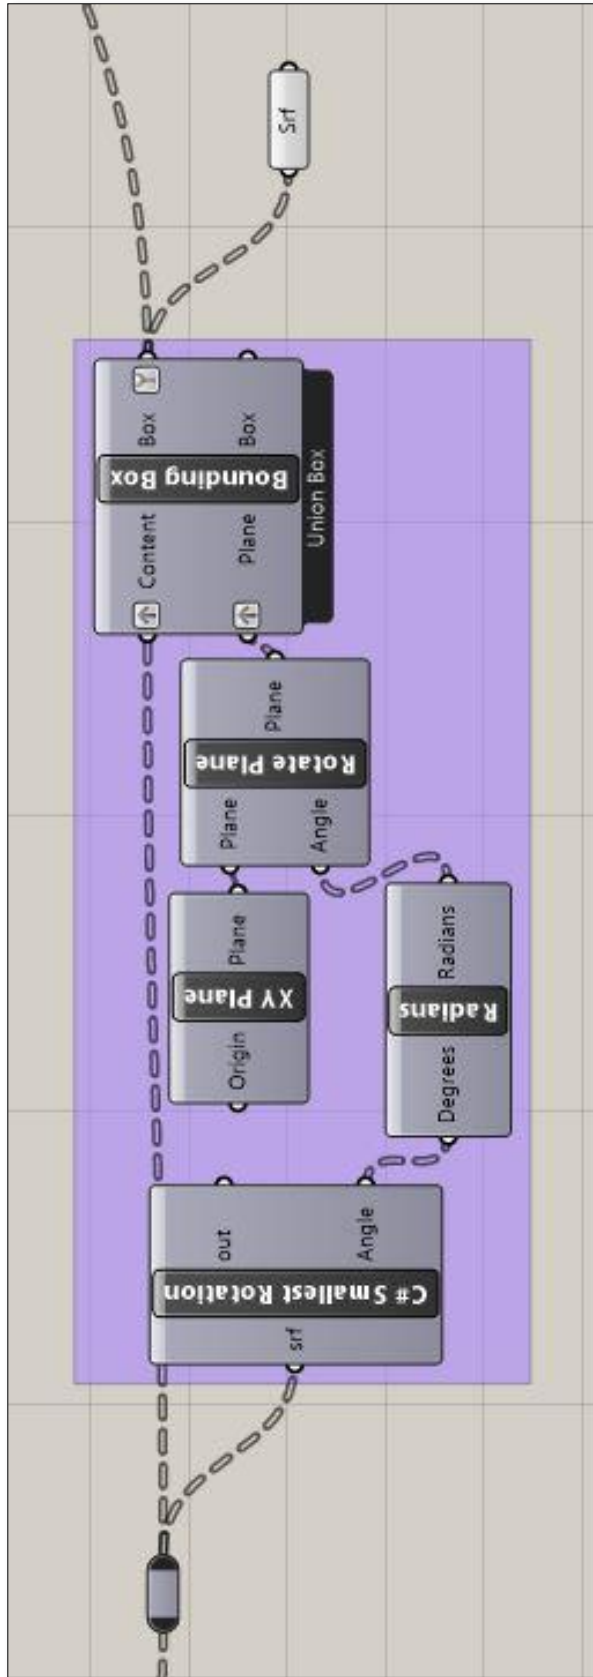 Srf
Box
Box
Bounding Box
Content
Plane
Union Box
Plane
Rotate Plane
Plane
Angle
Plane
XY Plane
Origin
Radians
Radians
Degrees
out
Angle
C# Smallest Rotation
srf